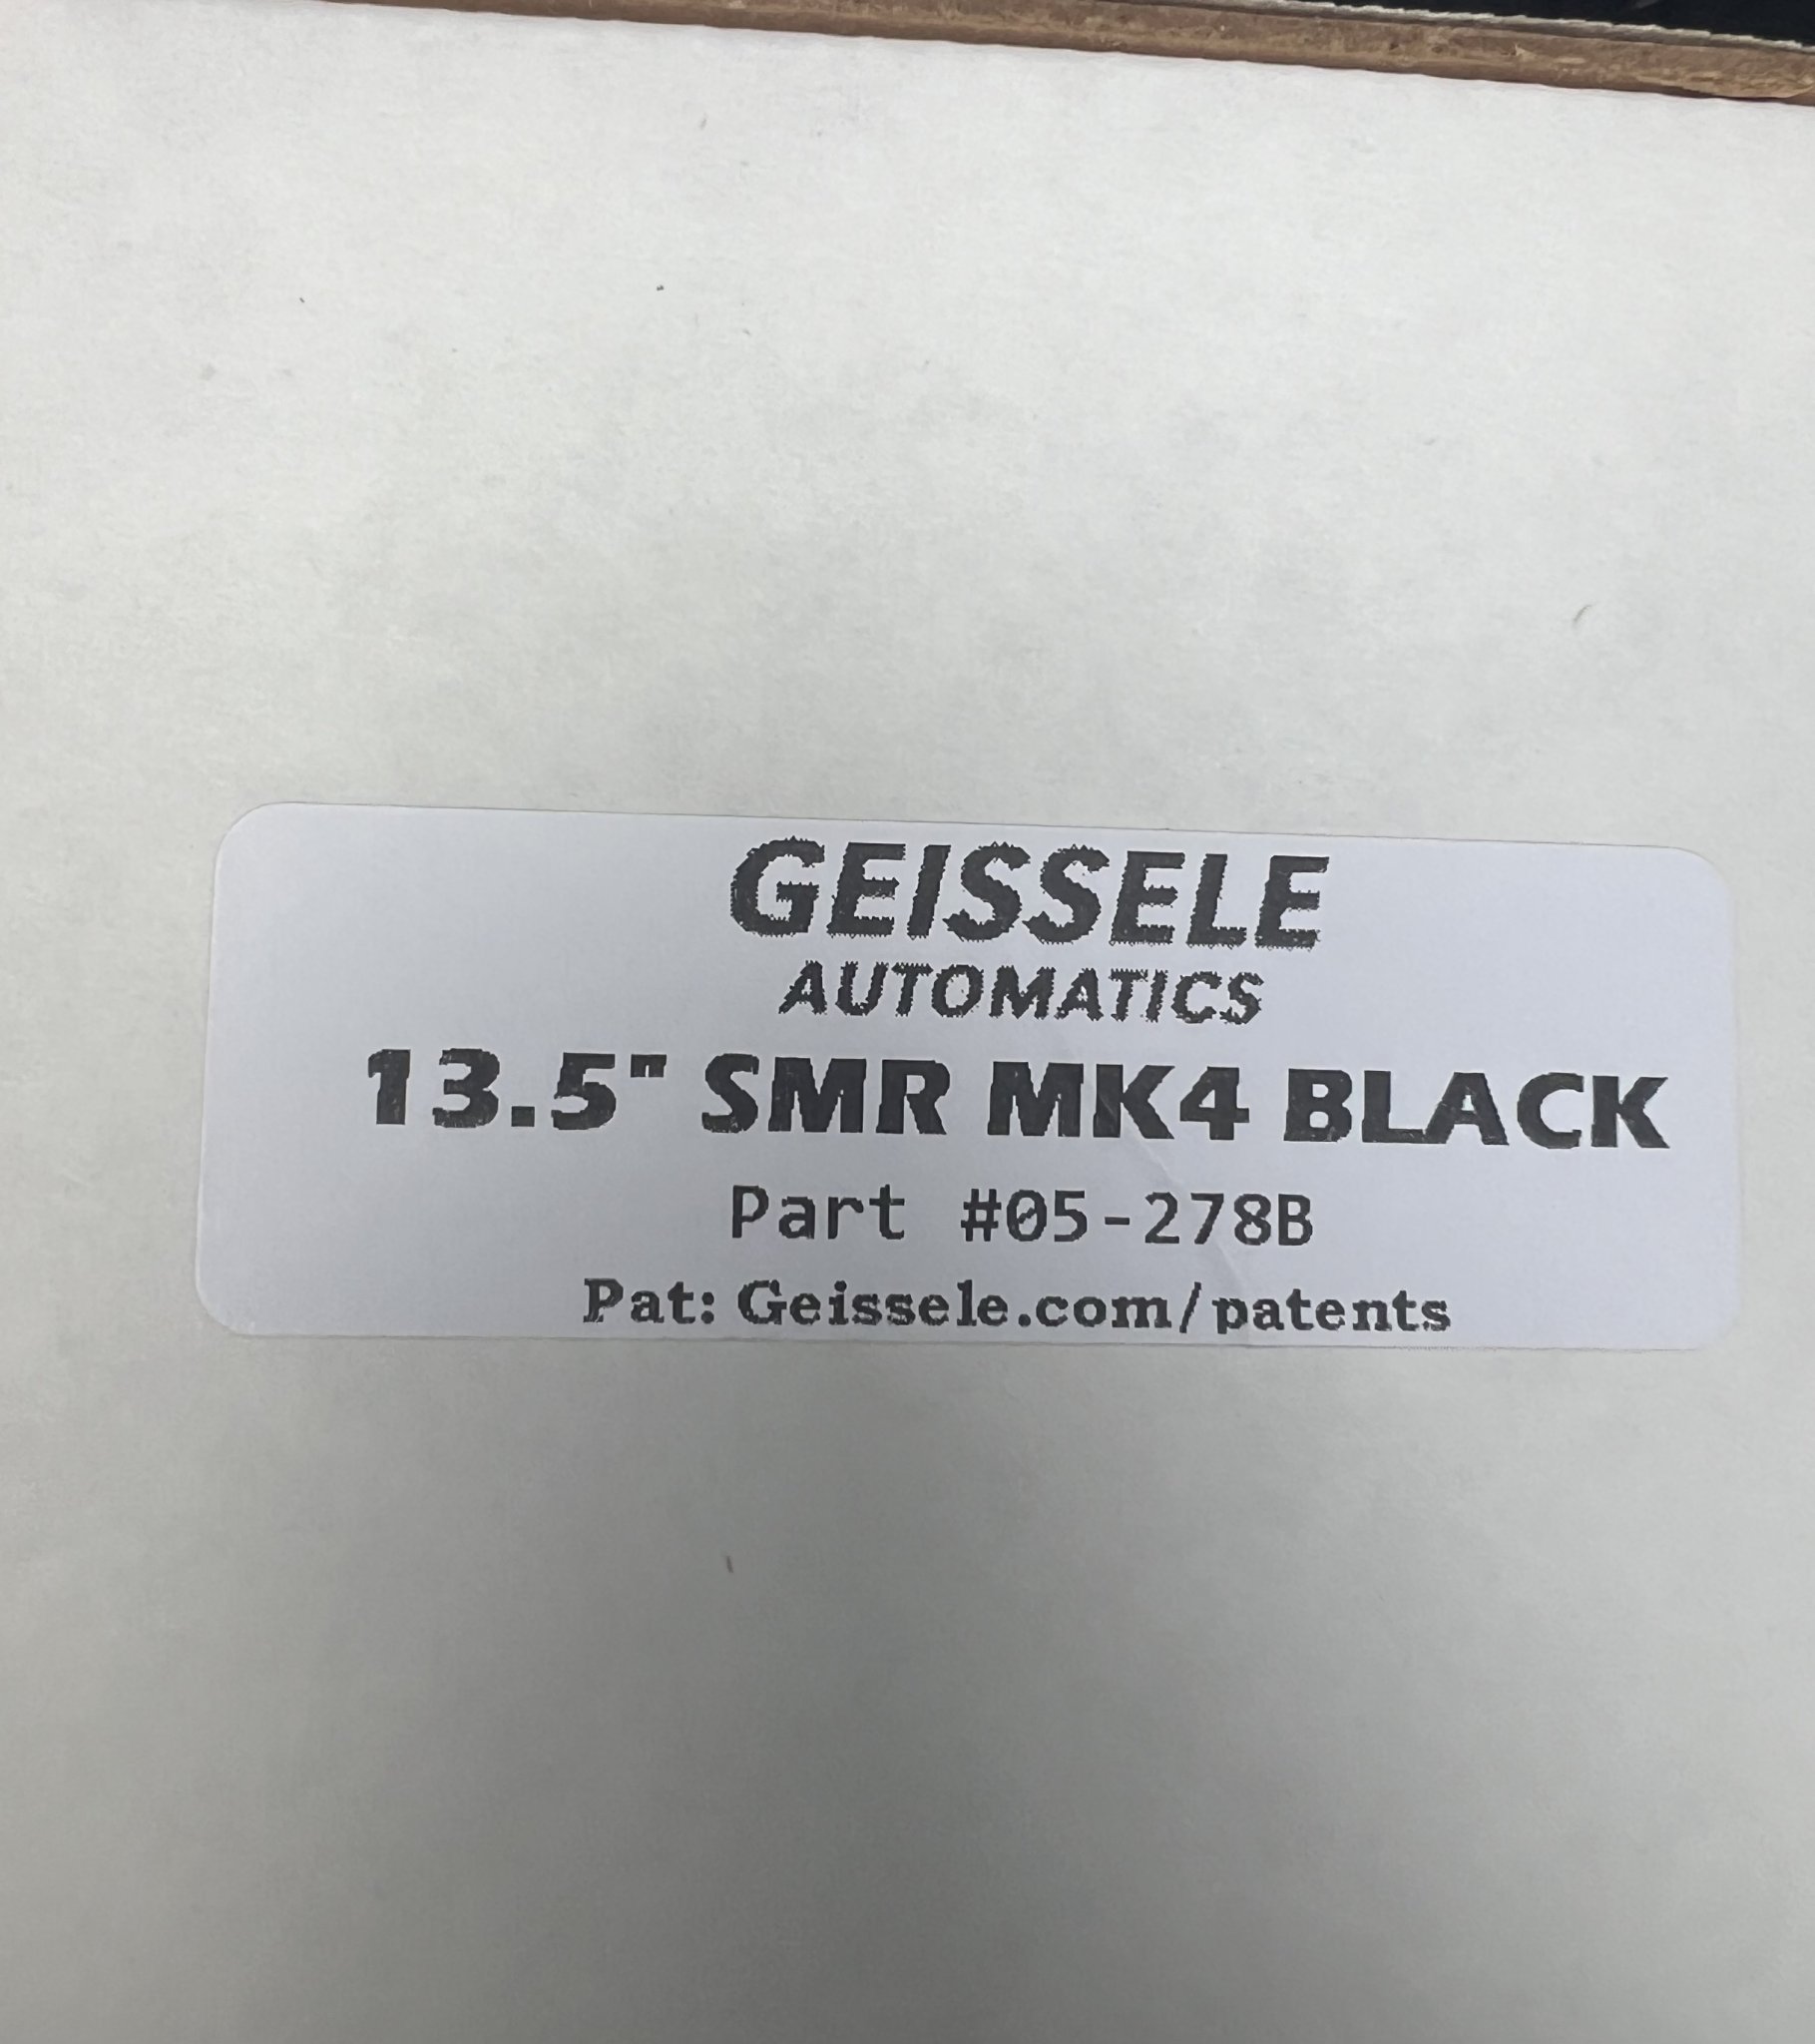 GEISSELE
AUTOMATICS
13.5" SMR MK4 BLACK
Part #05-278B
Pat: Geissele.com/patents